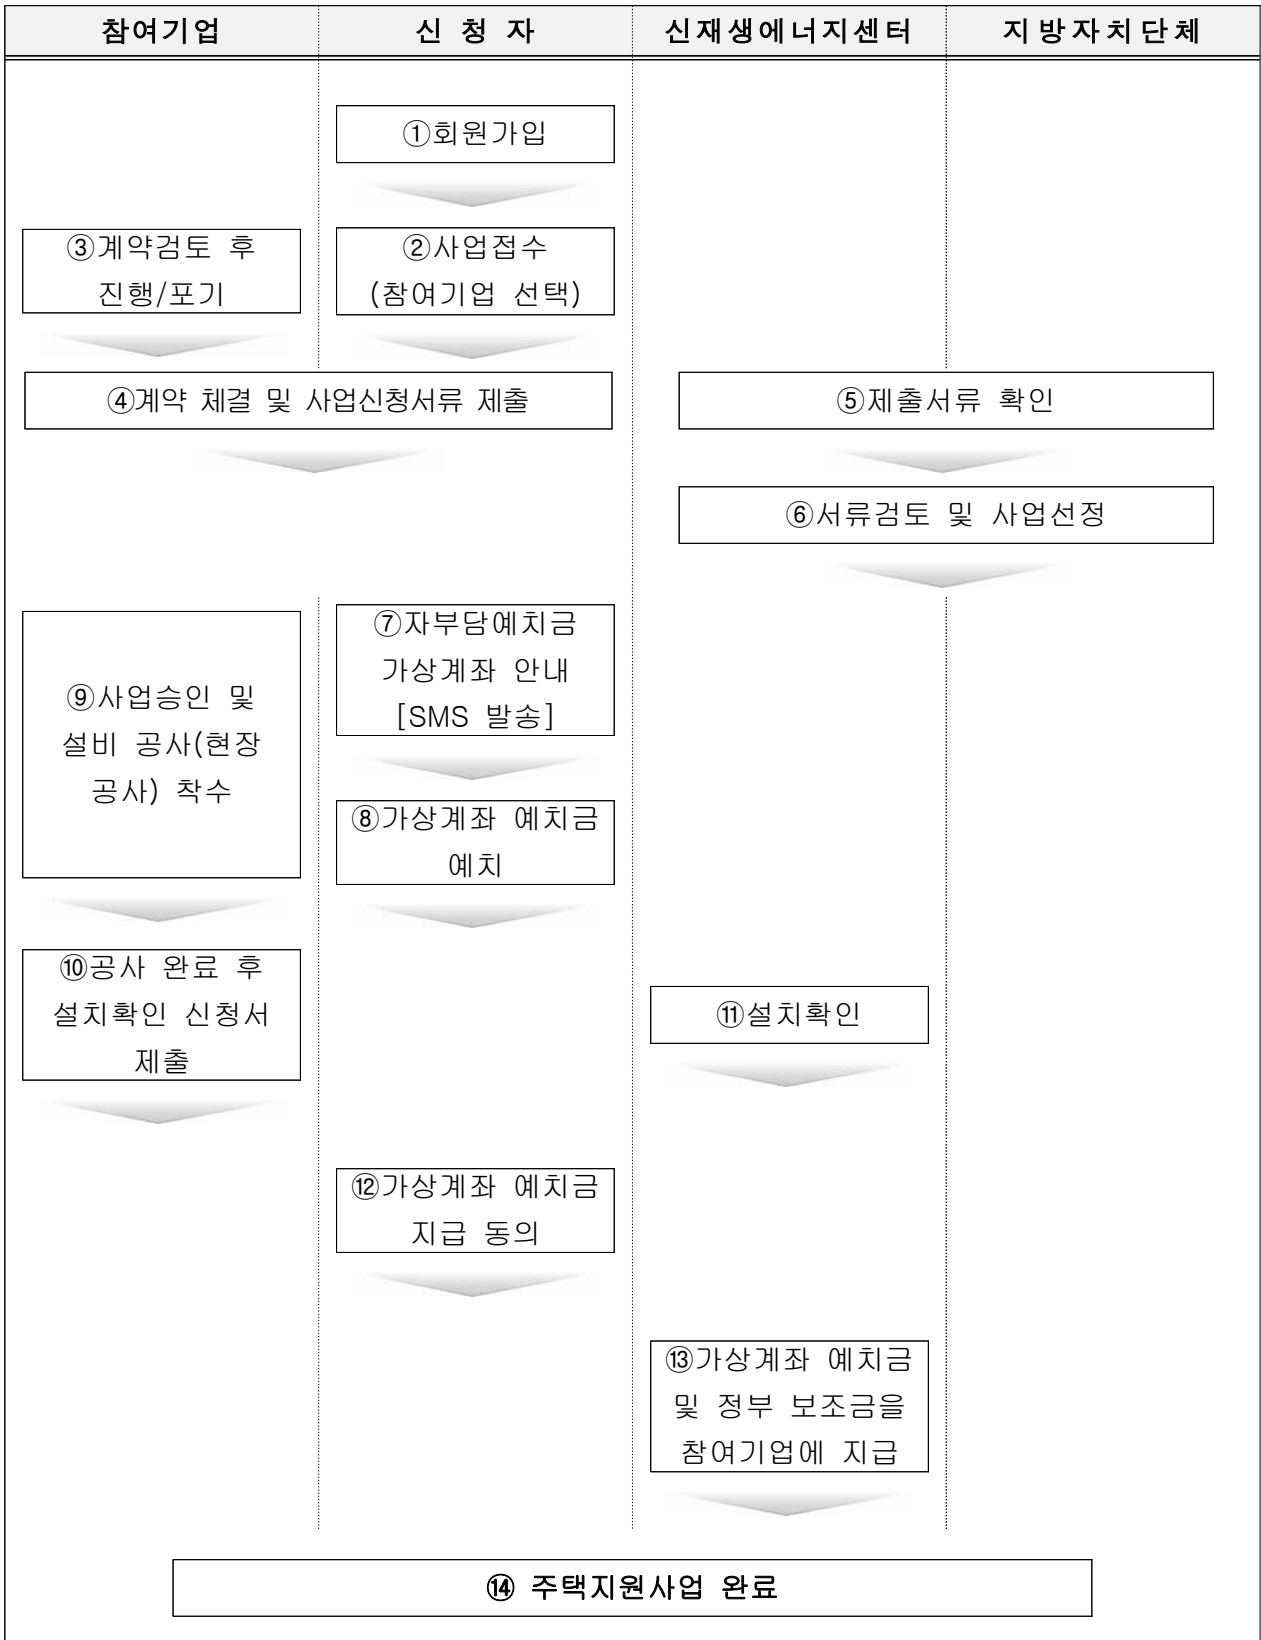 참여기업
신 청 자
신재생에너지센터
지방자치단체
①회원가입
③계약검토 후
진행/포기
②사업접수
(참여기업 선택)
④계약 체결 및 사업신청서류 제출
⑤제출서류 확인
⑥서류검토 및 사업선정
⑦자부담예치금
가상계좌 안내
[SMS 발송]
⑨사업승인 및
설비 공사(현장
공사) 착수
⑧가상계좌 예치금
예치
⑩공사 완료 후
설치확인 신청서
제출
⑪설치확인
⑫가상계좌 예치금
지급 동의
⑬가상계좌 예치금
및 정부 보조금을
참여기업에 지급
⑭ 주택지원사업 완료